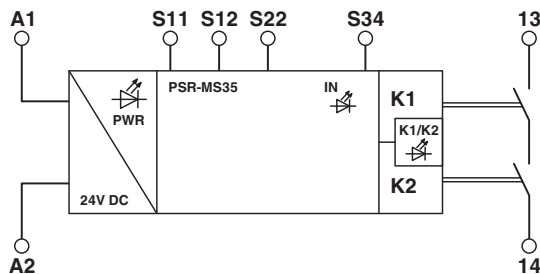 A1 S11 S12 S22 S34 13
PSR-MS35 IN K1
PWR K1/K2
24V DC K2
A2 14